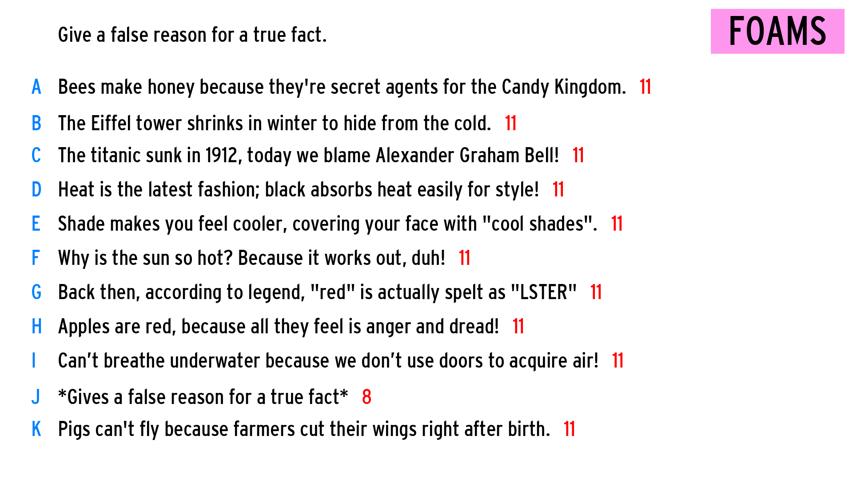 Give a false reason for a true fact.
FOAMS
A Bees make honey because they're secret agents for the Candy Kingdom. 11
B The Eiffel tower shrinks in winter to hide from the cold. 11
C The titanic sunk in 1912, today we blame Alexander Graham Bell! 11
D Heat is the latest fashion; black absorbs heat easily for style! 11
E Shade makes you feel cooler, covering your face with "cool shades". 11
F Why is the sun so hot? Because it works out, duh! 11
G Back then, according to legend, "red" is actually spelt as "LSTER" 11
H Apples are red, because all they feel is anger and dread! 11
I Can’t breathe underwater because we don’t use doors to acquire air! 11
J *Gives a false reason for a true fact* 8
K Pigs can't fly because farmers cut their wings right after birth. 11